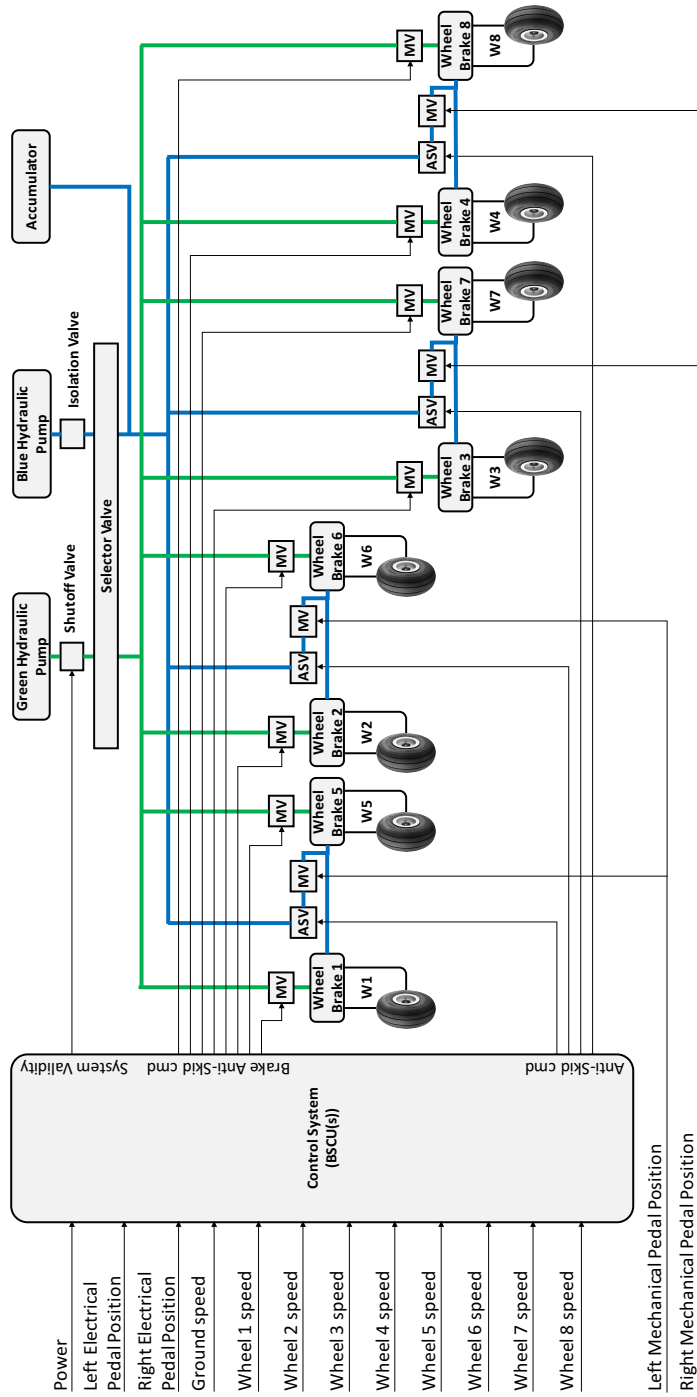 Green Hydraulic
Pump
Blue Hydraulic
Pump
Accumulator
Shutoff Valve
Isolation Valve
Selector Valve
Power
Left Electrical
Pedal Position
Right Electrical
Pedal Position
Ground speed
Wheel 1 speed
Wheel 2 speed
Wheel 3 speed
Wheel 4 speed
Wheel 5 speed
Wheel 6 speed
Wheel 7 speed
Wheel 8 speed
Left Mechanical Pedal Position
Right Mechanical Pedal Position
Control System
(BSCU(s))
System Validity
Brake Anti-Skid cmd
Anti-Skid cmd
MV
MV
MV
MV
ASV
MV
ASV
MV
Wheel
Brake 1
Wheel
Brake 5
Wheel
Brake 2
Wheel
Brake 6
W1
W5
W2
W6
MV
MV
MV
MV
ASV
MV
ASV
MV
Wheel
Brake 3
Wheel
Brake 7
Wheel
Brake 4
Wheel
Brake 8
W3
W7
W4
W8